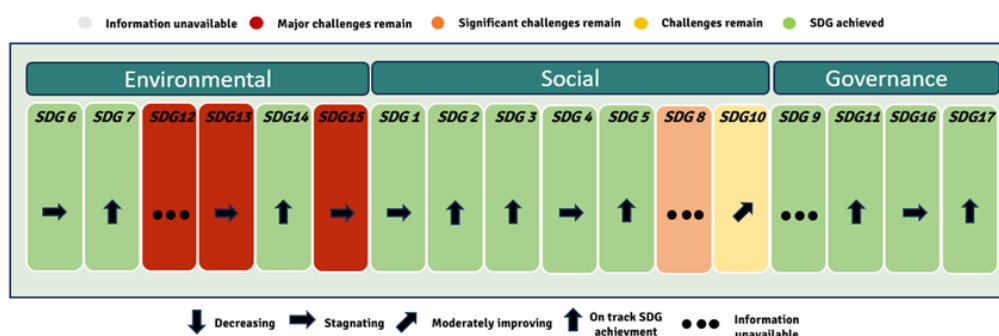 Information unavailable Major challenges remain Significant challenges remain Challenges remain SDG achieved
Environmental Social Governance
SDG 6 SDG 7 SDG12 SDG13 SDG14 SDG15 SDG 1 SDG 2 SDG 3 SDG 4 SDG 5 SDG 8 SDG10 SDG 9 SDG11 SDG16 SDG17
Decreasing Stagnating Moderately improving On track SDG achievment Information unavailable